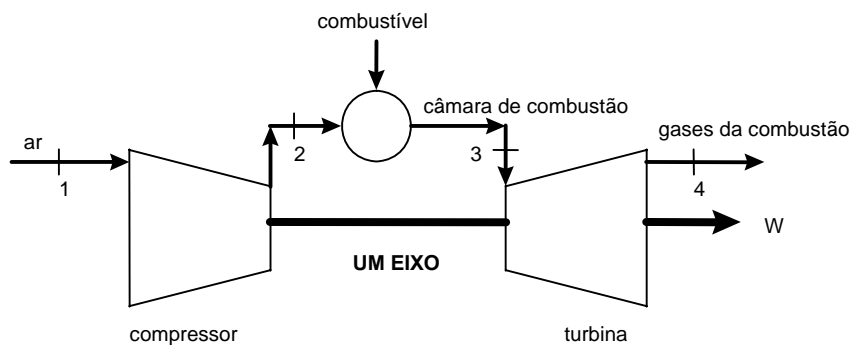 combustível
câmara de combustão
gases da combustão
ar
1
2
3
4
W
UM EIXO
compressor
turbina